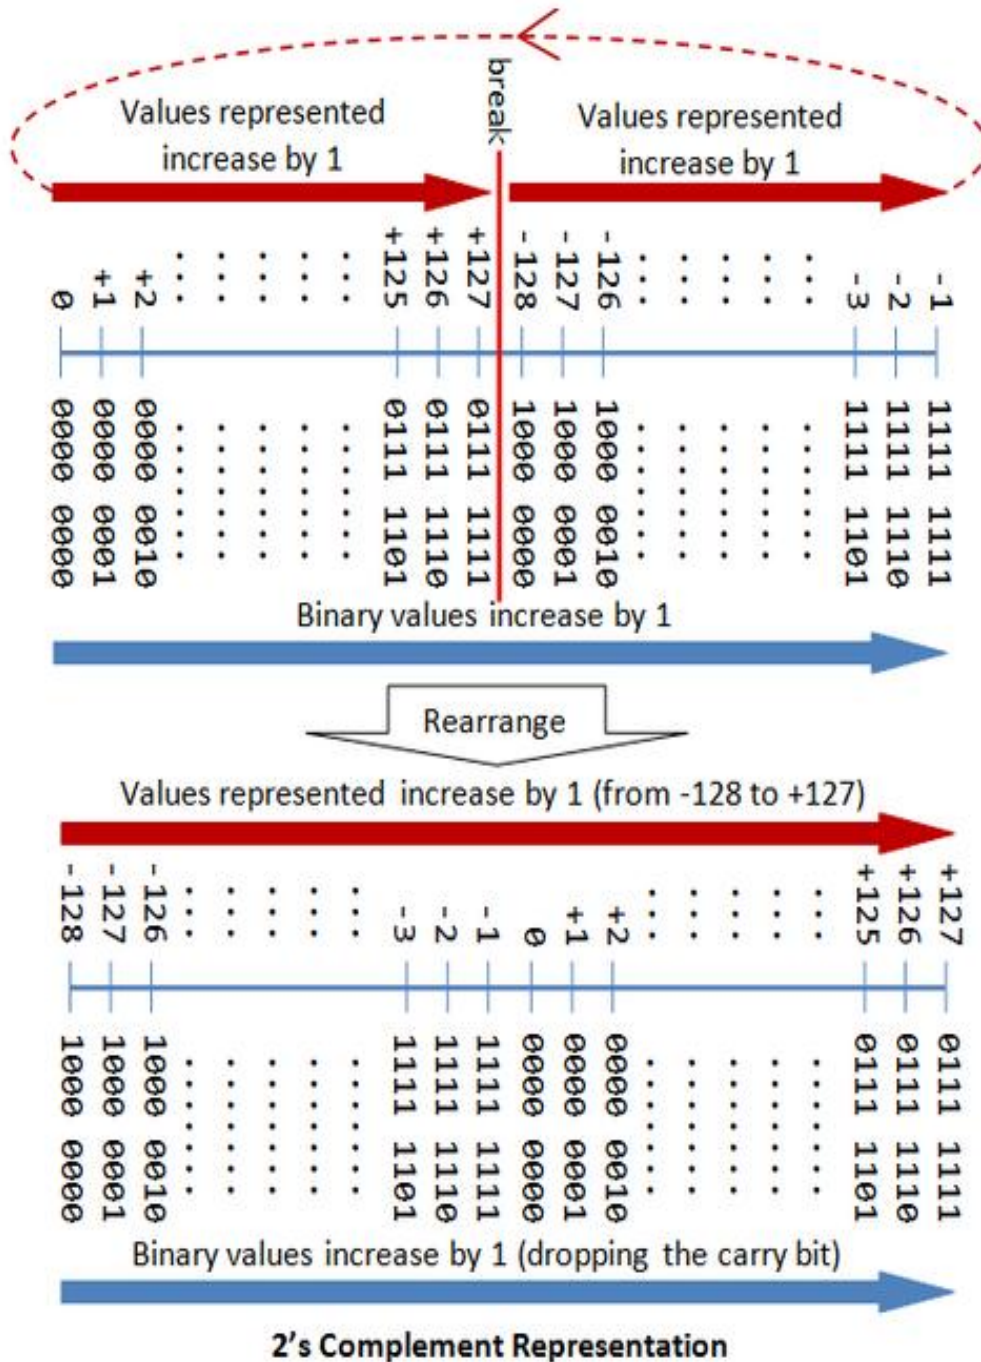 break
Values represented
increase by 1
Values represented
increase by 1
0 +1 +2 ..... +125 +126 +127 -128 -127 -126 ..... -3 -2 -1
0000 0000
0000 0001
0000 0010
0111 1101
0111 1110
0111 1111
1000 0000
1000 0001
1000 0010
1111 1101
1111 1110
1111 1111
Binary values increase by 1
Rearrange
Values represented increase by 1 (from -128 to +127)
-128 -127 -126 ..... -3 -2 -1 0 +1 +2 ..... +125 +126 +127
1000 0000
1000 0001
1000 0010
1111 1101
1111 1110
1111 1111
0000 0000
0000 0001
0000 0010
0111 1101
0111 1110
0111 1111
Binary values increase by 1 (dropping the carry bit)
2's Complement Representation